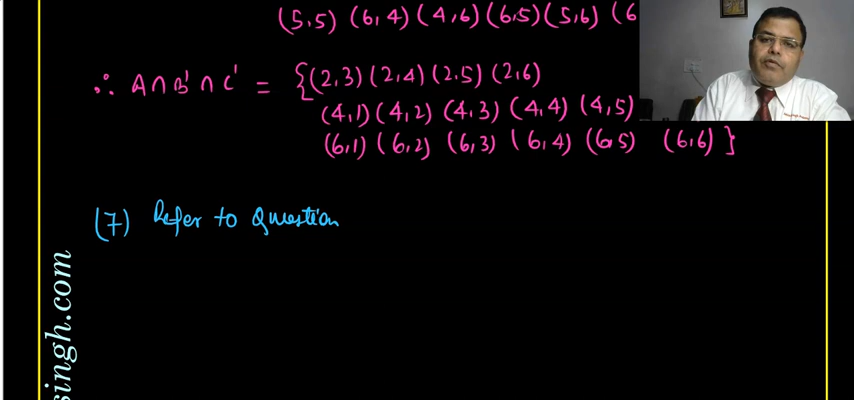 (5,5) (6,4) (4,6) (6,5) (5,6) (6
∴ A∩B'∩C' = {(2,3) (2,4) (2,5) (2,6)
(4,1) (4,2) (4,3) (4,4) (4,5)
(6,1) (6,2) (6,3) (6,4) (6,5) (6,6) }
(7) Refer to Question
singh.com